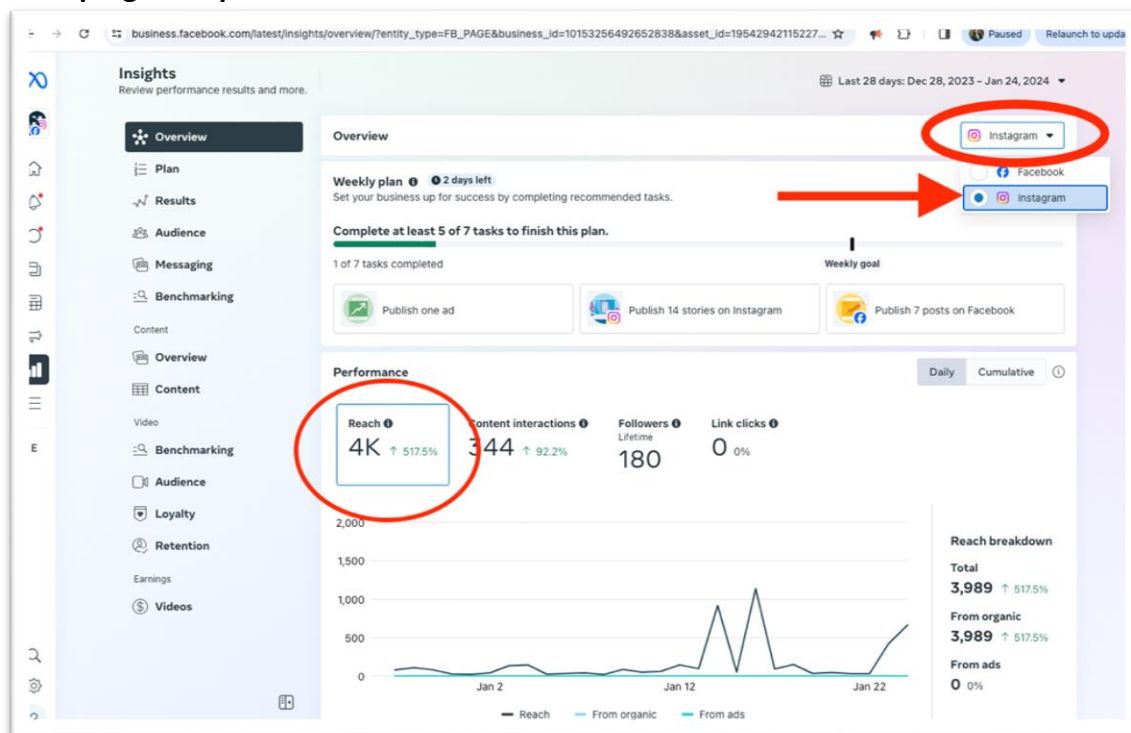 business.facebook.com/latest/insights/overview/?entity_type=FB_PAGE&business_id=10153256492652838&asset_id=19542942115227...
Paused
Relaunch to upda
Insights
Review performance results and more.
Last 28 days: Dec 28, 2023 – Jan 24, 2024
Overview
Plan
Results
Audience
Messaging
Benchmarking
Content
Overview
Content
Video
Benchmarking
Audience
Loyalty
Retention
Earnings
Videos
E
Overview
Instagram
Facebook
Instagram
Weekly plan 2 days left
Set your business up for success by completing recommended tasks.
Complete at least 5 of 7 tasks to finish this plan.
1 of 7 tasks completed
Weekly goal
Publish one ad
Publish 14 stories on Instagram
Publish 7 posts on Facebook
Performance
Daily Cumulative
Reach
4K ↑ 517.5%
Content interactions
344 ↑ 92.2%
Followers
Lifetime
180
Link clicks
0 0%
2,000
1,500
1,000
500
0
Jan 2 Jan 12 Jan 22
Reach From organic From ads
Reach breakdown
Total
3,989 ↑ 517.5%
From organic
3,989 ↑ 517.5%
From ads
0 0%